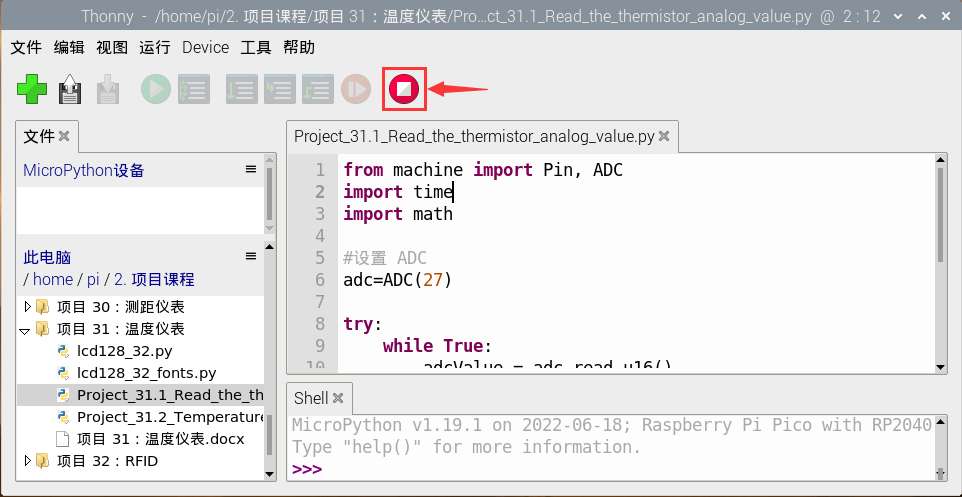 Thonny - /home/pi/2. 项目课程/项目 31：温度仪表/Pro…ct_31.1_Read_the_thermistor_analog_value.py @ 2:12
文件 编辑 视图 运行 Device 工具 帮助
文件
MicroPython设备
此电脑
/ home / pi / 2. 项目课程
项目 30：测距仪表
项目 31：温度仪表
lcd128_32.py
lcd128_32_fonts.py
Project_31.1_Read_the_th
Project_31.2_Temperature
项目 31：温度仪表.docx
项目 32：RFID
Project_31.1_Read_the_thermistor_analog_value.py
1 from machine import Pin, ADC
2 import time
3 import math
4
5 #设置 ADC
6 adc=ADC(27)
7
8 try:
9 while True:
10 adcValue = adc.read_u16()
Shell
MicroPython v1.19.1 on 2022-06-18; Raspberry Pi Pico with RP2040
Type "help()" for more information.
>>>